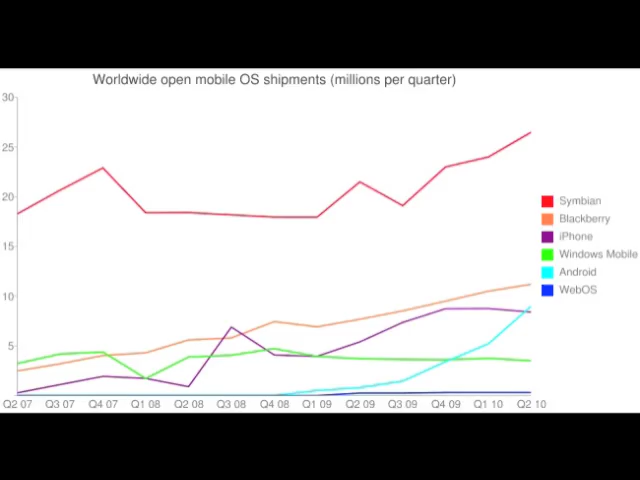 Worldwide open mobile OS shipments (millions per quarter)
30
25
20
15
10
5
Q2 07 Q3 07 Q4 07 Q1 08 Q2 08 Q3 08 Q4 08 Q1 09 Q2 09 Q3 09 Q4 09 Q1 10 Q2 10
Symbian
Blackberry
iPhone
Windows Mobile
Android
WebOS